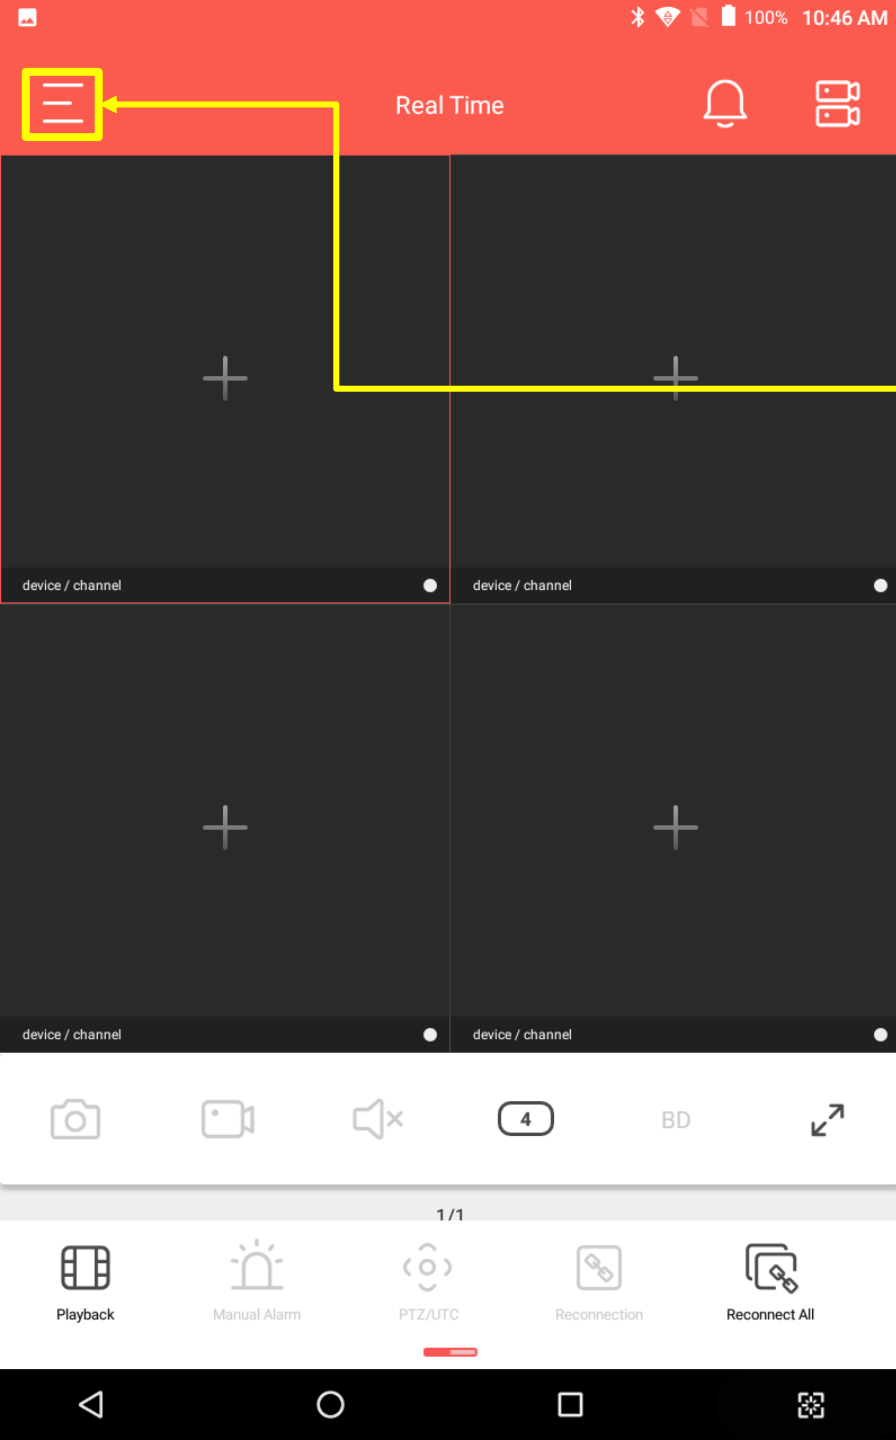 100% 10:46 AM
Real Time
device / channel
device / channel
device / channel
device / channel
4
BD
1/1
Playback
Manual Alarm
PTZ/UTC
Reconnection
Reconnect All